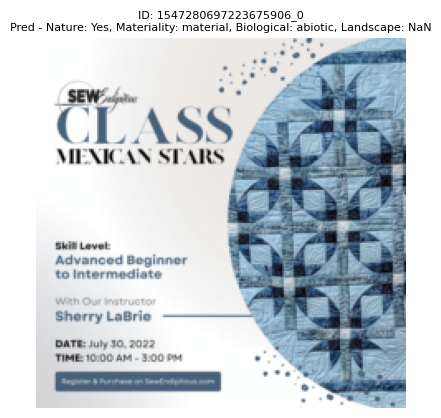 ID: 1547280697223675906_0
Pred - Nature: Yes, Materiality: material, Biological: abiotic, Landscape: NaN
SEWEndipitous
CLASS
MEXICAN STARS
Skill Level:
Advanced Beginner
to Intermediate
With Our Instructor
Sherry LaBrie
DATE: July 30, 2022
TIME: 10:00 AM - 3:00 PM
Register & Purchase on SewEndipitous.com